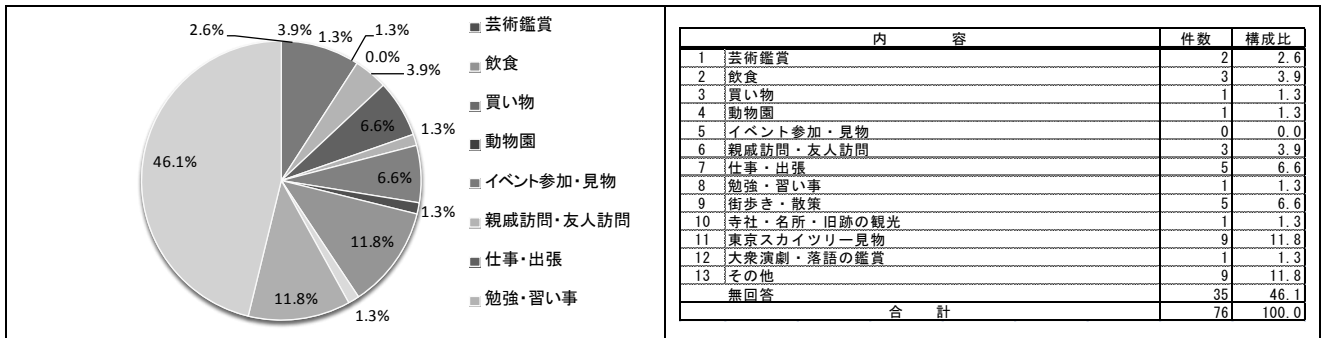 2.6%
3.9%
1.3%
1.3%
0.0%
3.9%
6.6%
1.3%
6.6%
1.3%
11.8%
1.3%
11.8%
46.1%
芸術鑑賞
飲食
買い物
動物園
イベント参加・見物
親戚訪問・友人訪問
仕事・出張
勉強・習い事
内 容 件数 構成比
1 芸術鑑賞 2 2.6
2 飲食 3 3.9
3 買い物 1 1.3
4 動物園 1 1.3
5 イベント参加・見物 0 0.0
6 親戚訪問・友人訪問 3 3.9
7 仕事・出張 5 6.6
8 勉強・習い事 1 1.3
9 街歩き・散策 5 6.6
10 寺社・名所・旧跡の観光 1 1.3
11 東京スカイツリー見物 9 11.8
12 大衆演劇・落語の鑑賞 1 1.3
13 その他 9 11.8
無回答 35 46.1
合 計 76 100.0